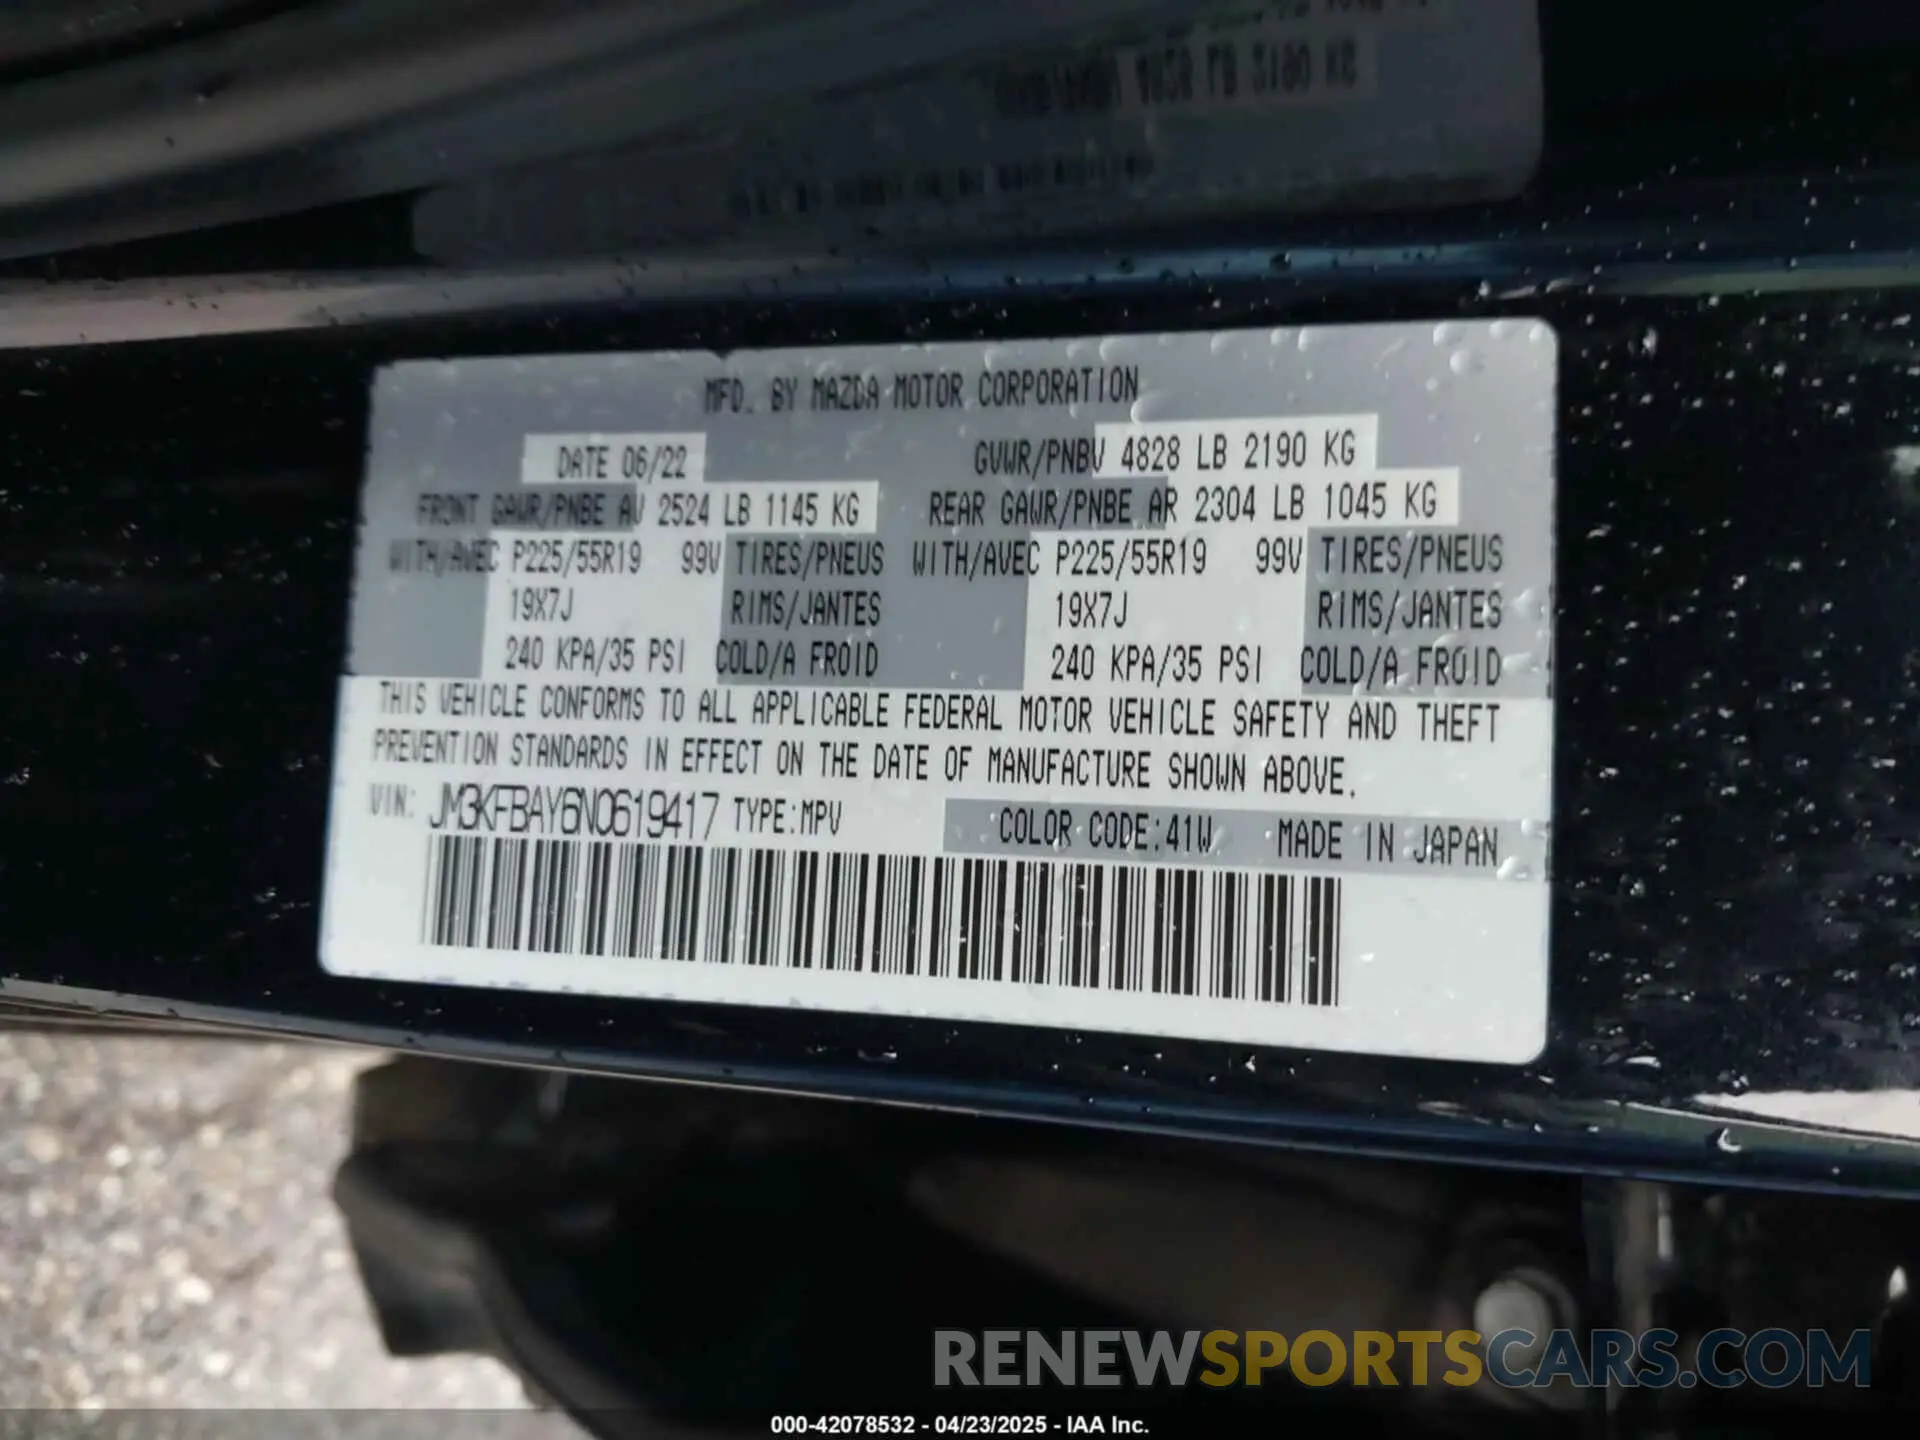 MFD. BY MAZDA MOTOR CORPORATION
DATE 06/22 GVWR/PNBV 4828 LB 2190 KG
FRONT GAWR/PNBE AV 2524 LB 1145 KG REAR GAWR/PNBE AR 2304 LB 1045 KG
WITH/AVEC P225/55R19 99V TIRES/PNEUS WITH/AVEC P225/55R19 99V TIRES/PNEUS
19X7J RIMS/JANTES 19X7J RIMS/JANTES
240 KPA/35 PSI COLD/A FROID 240 KPA/35 PSI COLD/A FROID
THIS VEHICLE CONFORMS TO ALL APPLICABLE FEDERAL MOTOR VEHICLE SAFETY AND THEFT
PREVENTION STANDARDS IN EFFECT ON THE DATE OF MANUFACTURE SHOWN ABOVE.
VIN: JM3KFBAY6N0619417 TYPE:MPV COLOR CODE:41W MADE IN JAPAN
RENEWSPORTSCARS.COM
000-42078532 - 04/23/2025 - IAA Inc.